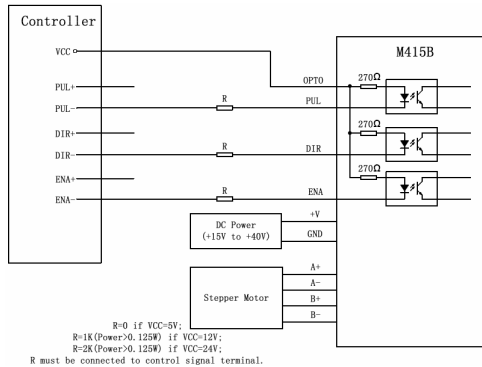 Controller
M415B
VCC
OPTO
270Ω
PUL+
R
PUL
PUL-
270Ω
DIR+
R
DIR
DIR-
270Ω
ENA+
R
ENA
ENA-
+V
DC Power
(+15V to +40V)
GND
A+
A-
Stepper Motor
B+
B-
R=0 if VCC=5V;
R=1K(Power>0.125W) if VCC=12V;
R=2K(Power>0.125W) if VCC=24V;
R must be connected to control signal terminal.